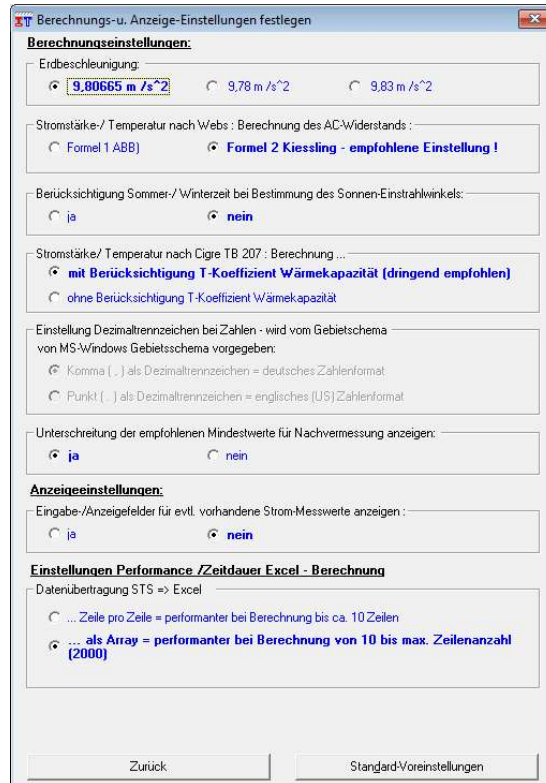 Berechnungs-u. Anzeige-Einstellungen festlegen
Berechnungseinstellungen:
Erdbeschleunigung:
9,80665 m /s^2 9,78 m /s^2 9,83 m /s^2
Stromstärke-/ Temperatur nach Webs : Berechnung des AC-Widerstands :
Formel 1 ABB) Formel 2 Kiessling - empfohlene Einstellung !
Berücksichtigung Sommer-/ Winterzeit bei Bestimmung des Sonnen-Einstrahlwinkels:
ja nein
Stromstärke/ Temperatur nach Cigre TB 207 : Berechnung ...
mit Berücksichtigung T-Koeffizient Wärmekapazität (dringend empfohlen)
ohne Berücksichtigung T-Koeffizient Wärmekapazität
Einstellung Dezimaltrennzeichen bei Zahlen - wird vom Gebietschema
von MS-Windows Gebietsschema vorgegeben:
Komma ( , ) als Dezimaltrennzeichen = deutsches Zahlenformat
Punkt ( . ) als Dezimaltrennzeichen = englisches (US) Zahlenformat
Unterschreitung der empfohlenen Mindestwerte für Nachvermessung anzeigen:
ja nein
Anzeigeeinstellungen:
Eingabe-/Anzeigefelder für evtl. vorhandene Strom-Messwerte anzeigen :
ja nein
Einstellungen Performance /Zeitdauer Excel - Berechnung
Datenübertragung STS => Excel
... Zeile pro Zeile = performanter bei Berechnung bis ca. 10 Zeilen
... als Array = performanter bei Berechnung von 10 bis max. Zeilenanzahl
(2000)
Zurück Standard-Voreinstellungen